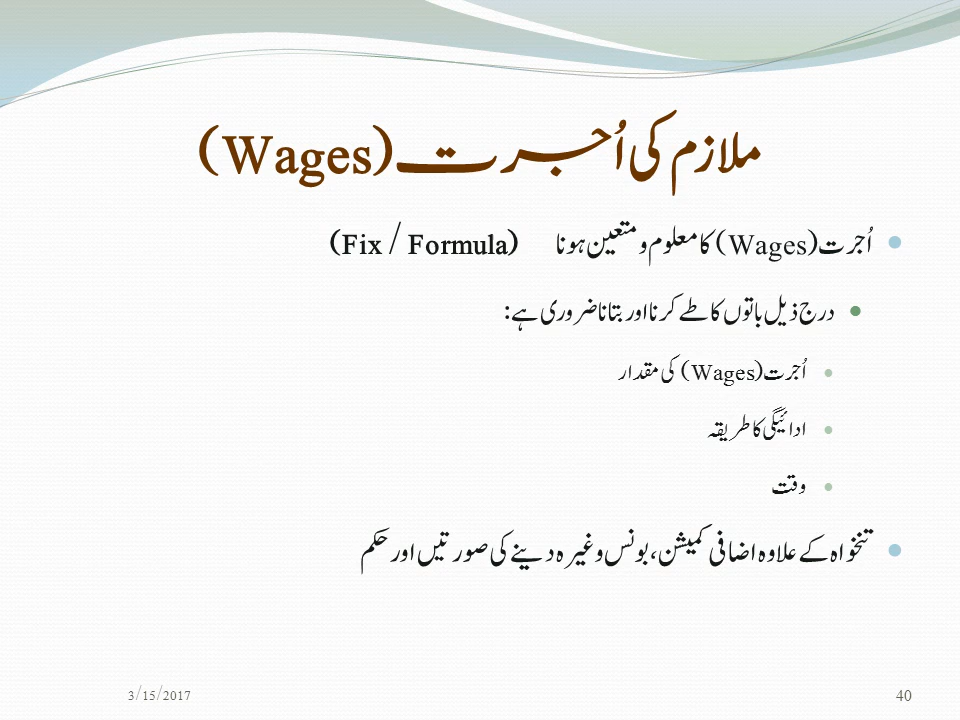 ملازم کی اُجرت (Wages)
اُجرت (Wages) کا معلوم و متعین ہونا (Fix / Formula)
درج ذیل باتوں کا طے کرنا اور بتانا ضروری ہے:
اُجرت (Wages) کی مقدار
ادائیگی کا طریقہ
وقت
تنخواہ کے علاوہ اضافی کمیشن، بونس وغیرہ دینے کی صورتیں اور حکم
3/15/2017
40